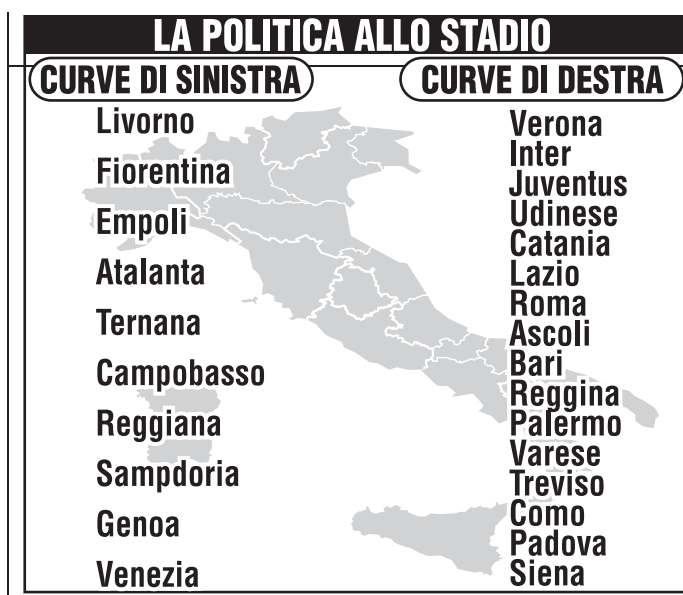 LA POLITICA ALLO STADIO
CURVE DI SINISTRA
Livorno
Fiorentina
Empoli
Atalanta
Ternana
Campobasso
Reggiana
Sampdoria
Genoa
Venezia
CURVE DI DESTRA
Verona
Inter
Juventus
Udinese
Catania
Lazio
Roma
Ascoli
Bari
Reggina
Palermo
Varese
Treviso
Como
Padova
Siena